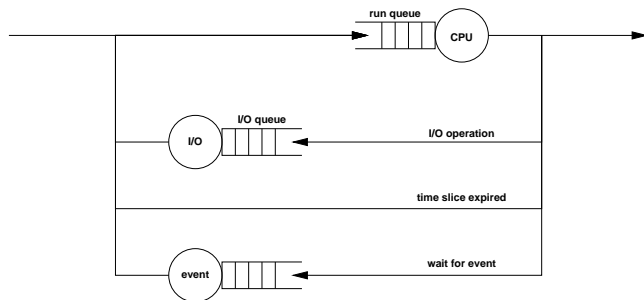 run queue
CPU
I/O queue
I/O
I/O operation
time slice expired
event
wait for event